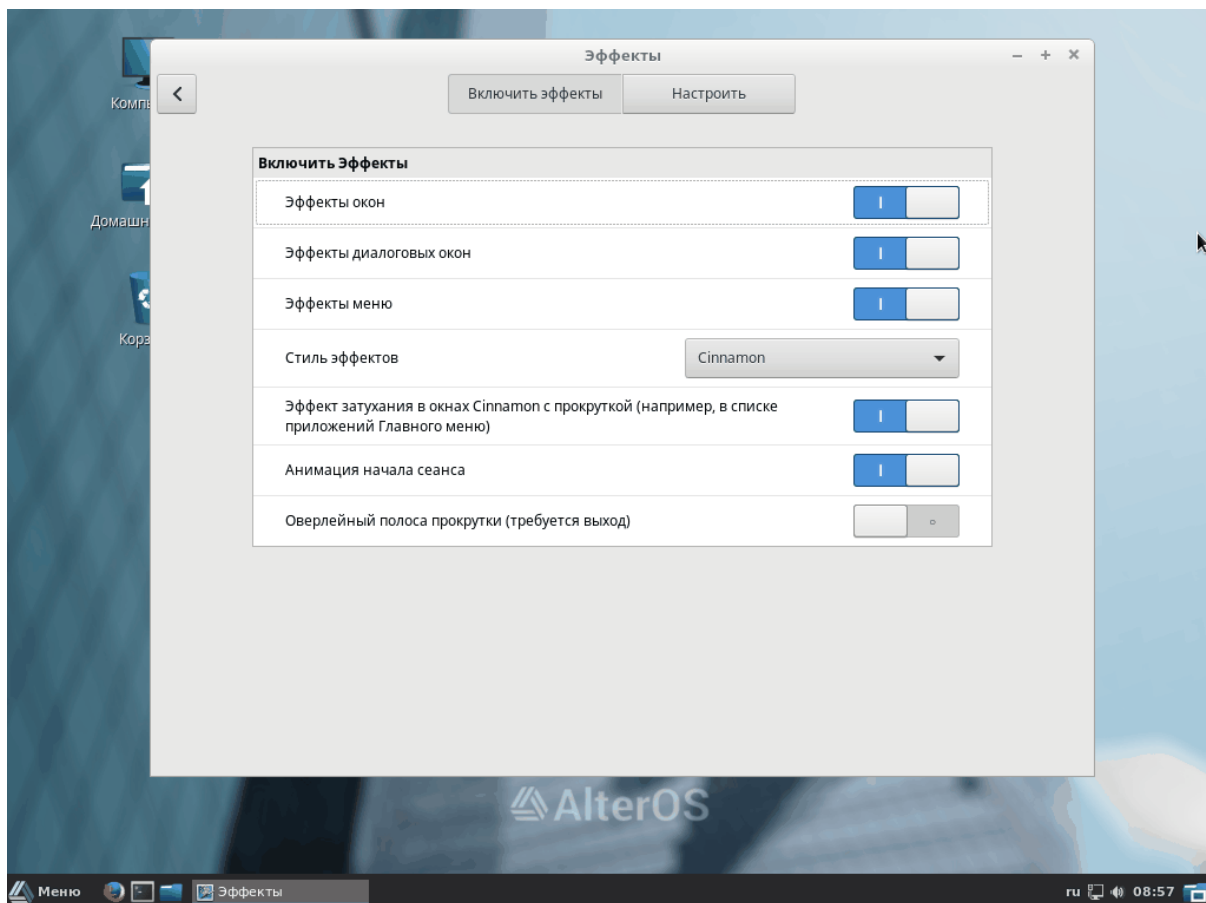 Эффекты
Включить эффекты
Настроить
Включить Эффекты
Эффекты окон
Эффекты диалоговых окон
Эффекты меню
Стиль эффектов
Cinnamon
Эффект затухания в окнах Cinnamon с прокруткой (например, в списке
приложений Главного меню)
Анимация начала сеанса
Оверлейный полоса прокрутки (требуется выход)
AlterOS
Меню
Эффекты
ru
08:57